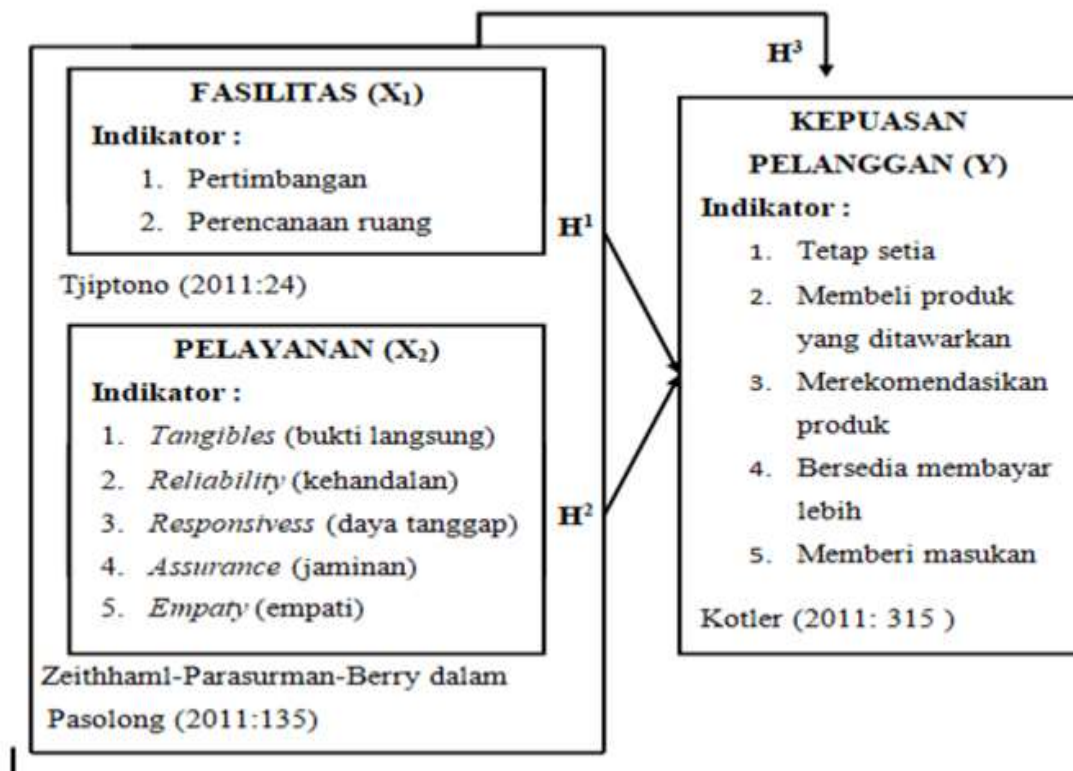 H³
FASILITAS (X₁)
Indikator :
1. Pertimbangan
2. Perencanaan ruang
Tjiptono (2011:24)
H¹
PELAYANAN (X₂)
Indikator :
1. Tangibles (bukti langsung)
2. Reliability (kehandalan)
3. Responsivess (daya tanggap)
4. Assurance (jaminan)
5. Empaty (empati)
H²
Zeithhaml-Parasurman-Berry dalam
Pasolong (2011:135)
KEPUASAN
PELANGGAN (Y)
Indikator :
1. Tetap setia
2. Membeli produk
yang ditawarkan
3. Merekomendasikan
produk
4. Bersedia membayar
lebih
5. Memberi masukan
Kotler (2011: 315 )